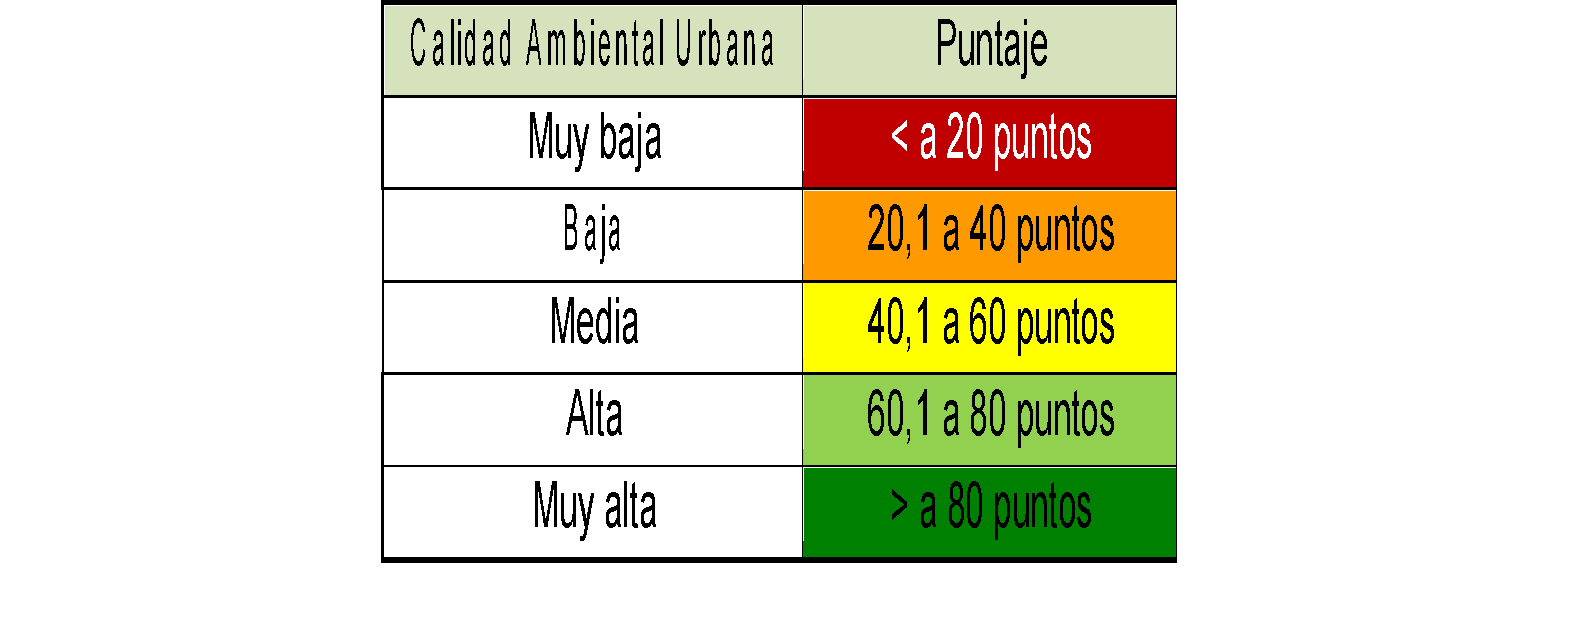 Calidad Ambiental Urbana Puntaje
Muy baja < a 20 puntos
Baja 20,1 a 40 puntos
Media 40,1 a 60 puntos
Alta 60,1 a 80 puntos
Muy alta > a 80 puntos